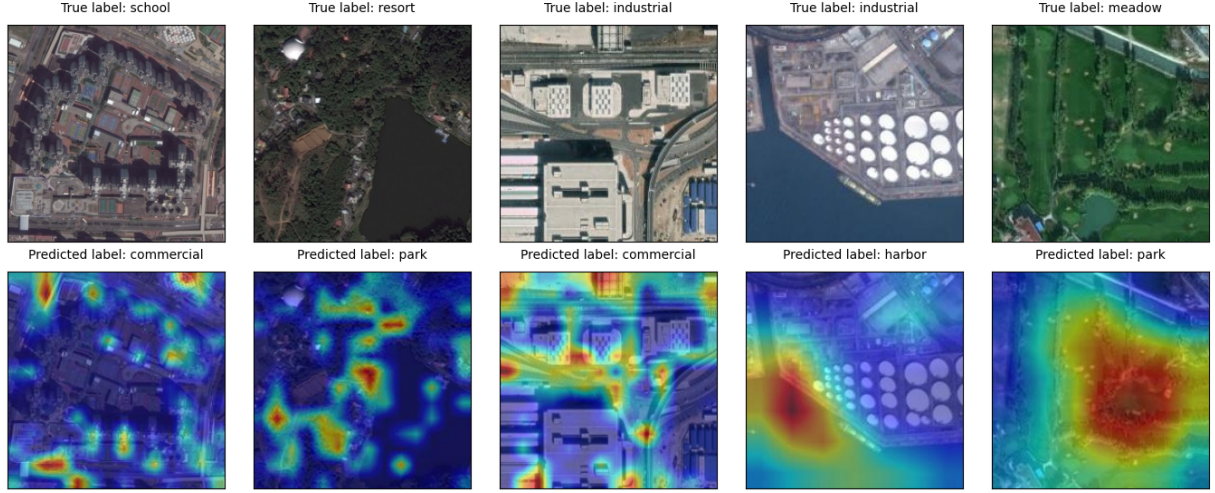 True label: school
True label: resort
True label: industrial
True label: industrial
True label: meadow
Predicted label: commercial
Predicted label: park
Predicted label: commercial
Predicted label: harbor
Predicted label: park